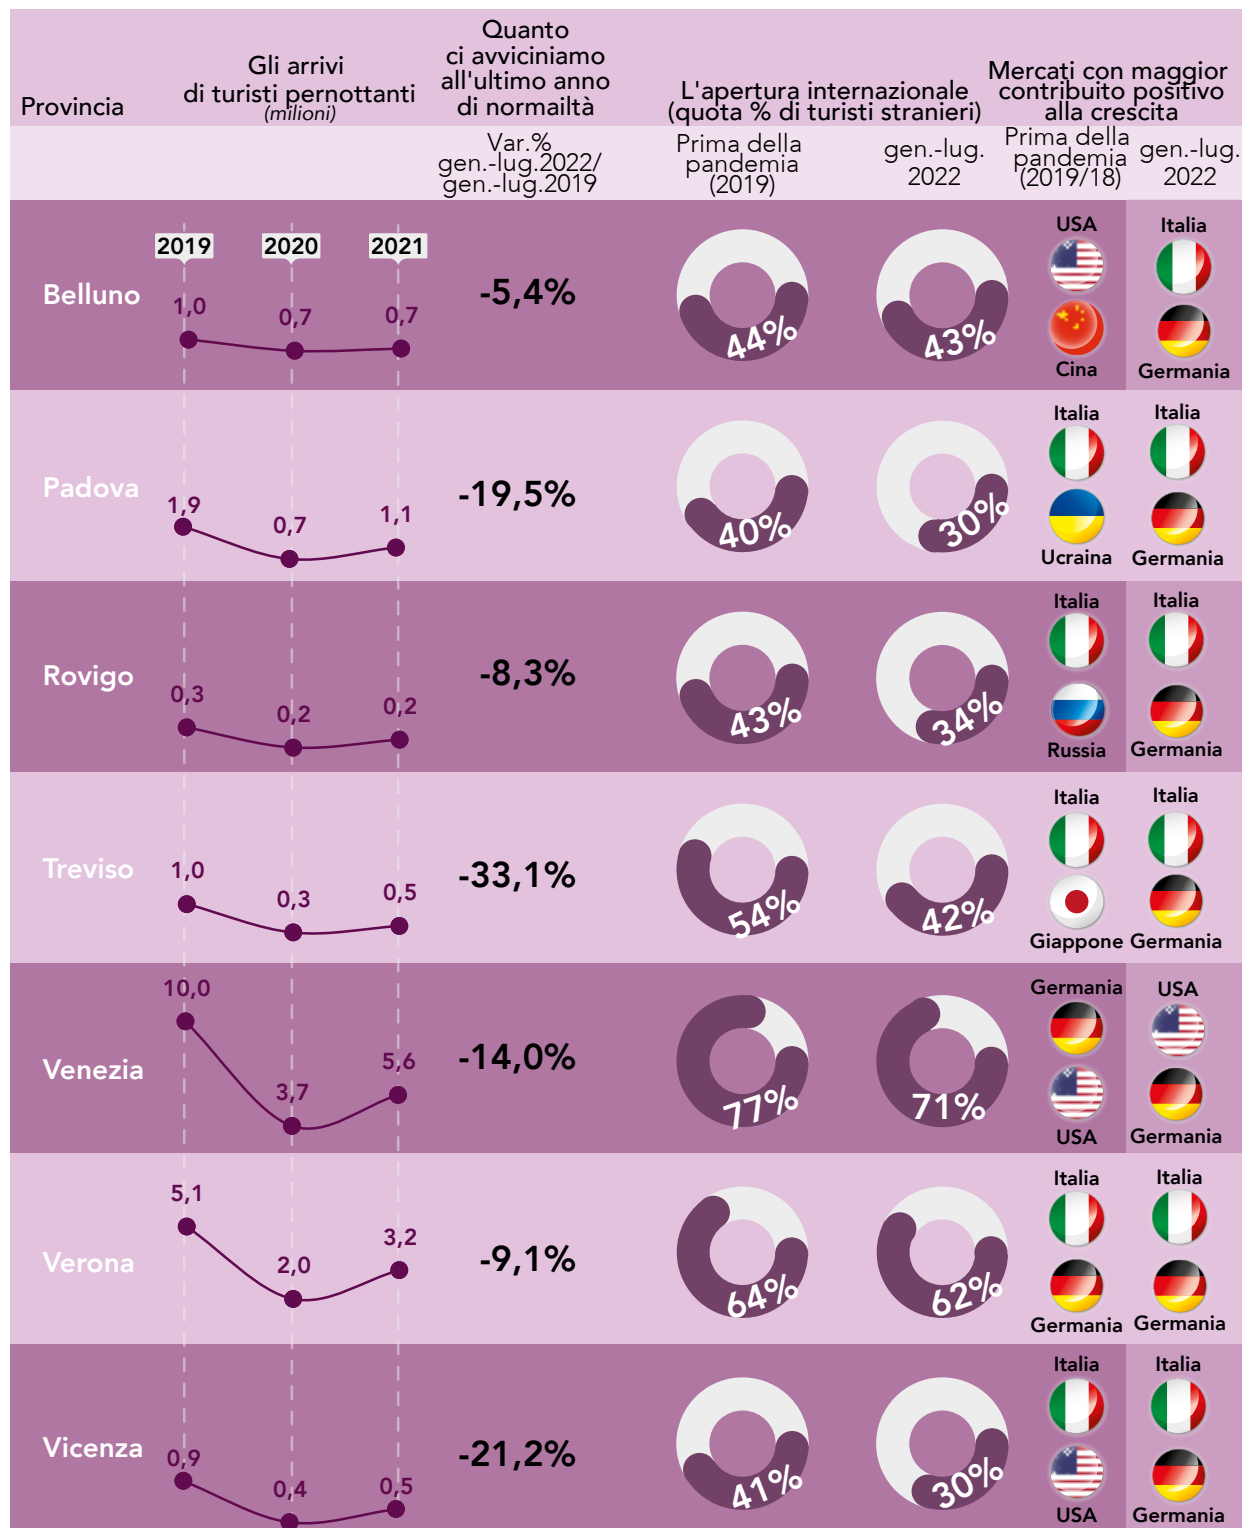 Provincia
Gli arrivi
di turisti pernottanti
(milioni)
Quanto
ci avviciniamo
all'ultimo anno
di normailtà
L'apertura internazionale
(quota % di turisti stranieri)
Mercati con maggior
contribuito positivo
alla crescita
Var.%
gen.-lug.2022/
gen.-lug.2019
Prima della
pandemia
(2019)
gen.-lug.
2022
Prima della
pandemia
(2019/18)
gen.-lug.
2022
2019 2020 2021
Belluno
1,0 0,7 0,7
-5,4%
44%
43%
USA
Cina
Italia
Germania
Padova
1,9 0,7 1,1
-19,5%
40%
30%
Italia
Ucraina
Italia
Germania
Rovigo
0,3 0,2 0,2
-8,3%
43%
34%
Italia
Russia
Italia
Germania
Treviso
1,0 0,3 0,5
-33,1%
54%
42%
Italia
Giappone
Italia
Germania
Venezia
10,0 3,7 5,6
-14,0%
77%
71%
Germania
USA
USA
Germania
Verona
5,1 2,0 3,2
-9,1%
64%
62%
Italia
Germania
Italia
Germania
Vicenza
0,9 0,4 0,5
-21,2%
41%
30%
Italia
USA
Italia
Germania